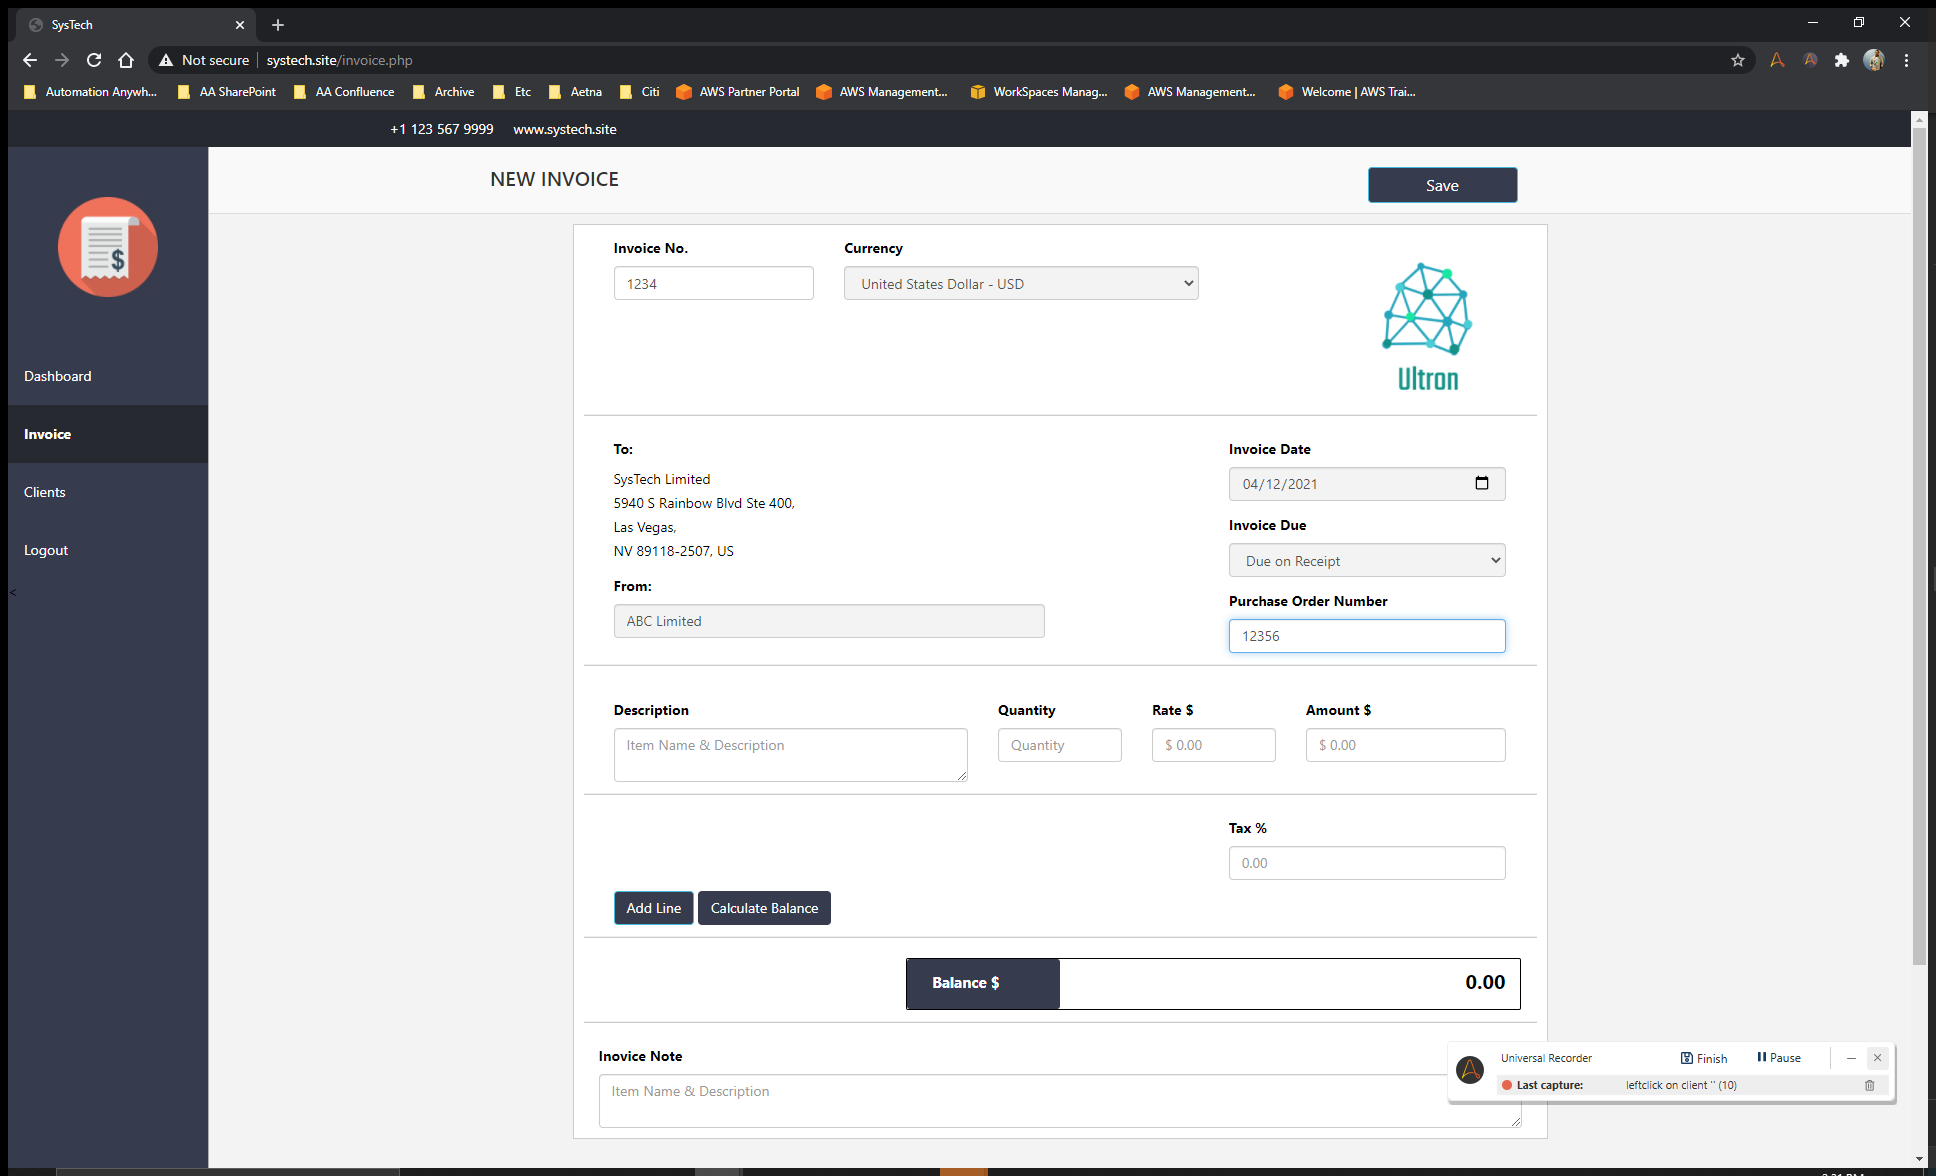 SysTech
Not secure systech.site/invoice.php
Automation Anywh... AA SharePoint AA Confluence Archive Etc Aetna Citi AWS Partner Portal AWS Management... WorkSpaces Manag... AWS Management... Welcome | AWS Trai...
+1 123 567 9999 www.systech.site
NEW INVOICE
Save
Dashboard
Invoice
Clients
Logout
<
Invoice No.
Currency
1234
United States Dollar - USD
Ultron
To:
SysTech Limited
5940 S Rainbow Blvd Ste 400,
Las Vegas,
NV 89118-2507, US
From:
ABC Limited
Invoice Date
04/12/2021
Invoice Due
Due on Receipt
Purchase Order Number
12356
Description Quantity Rate $ Amount $
Item Name & Description Quantity $ 0.00 $ 0.00
Tax %
0.00
Add Line Calculate Balance
Balance $ 0.00
Inovice Note
Item Name & Description
Universal Recorder Finish Pause
Last capture: leftclick on client '' (10)